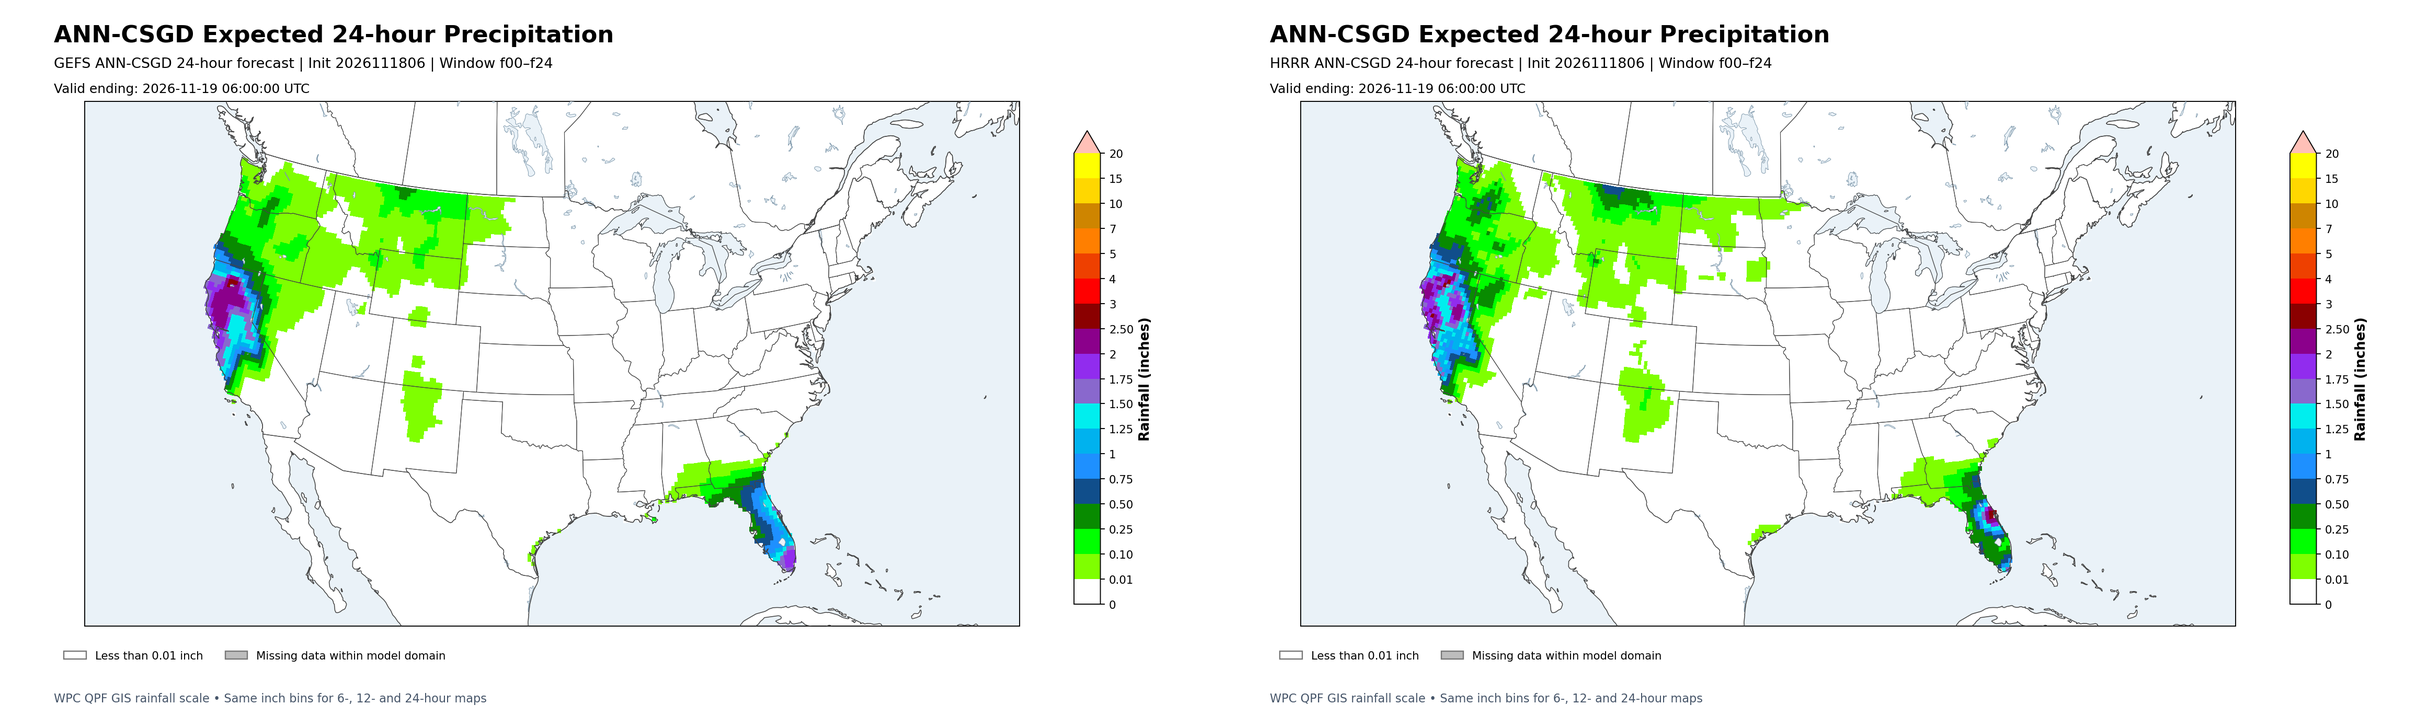 ANN-CSGD Expected 24-hour Precipitation
GEFS ANN-CSGD 24-hour forecast | Init 2026111806 | Window f00–f24
Valid ending: 2026-11-19 06:00:00 UTC
20
15
10
7
5
4
3
2.50
2
1.75
1.50
1.25
1
0.75
0.50
0.25
0.10
0.01
0
Rainfall (inches)
Less than 0.01 inch
Missing data within model domain
WPC QPF GIS rainfall scale • Same inch bins for 6-, 12- and 24-hour maps
ANN-CSGD Expected 24-hour Precipitation
HRRR ANN-CSGD 24-hour forecast | Init 2026111806 | Window f00–f24
Valid ending: 2026-11-19 06:00:00 UTC
20
15
10
7
5
4
3
2.50
2
1.75
1.50
1.25
1
0.75
0.50
0.25
0.10
0.01
0
Rainfall (inches)
Less than 0.01 inch
Missing data within model domain
WPC QPF GIS rainfall scale • Same inch bins for 6-, 12- and 24-hour maps